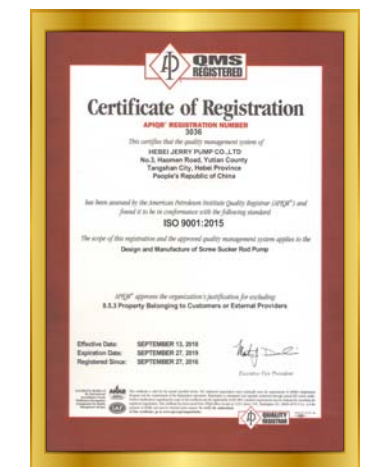 QMS
REGISTERED
Certificate of Registration
APIQR® REGISTRATION NUMBER
3036
This certifies that the quality management system of
HEBEI JERRY PUMP CO.,LTD
No.3, Haomen Road, Yutian County
Tangshan City, Hebei Province
People's Republic of China
has been assessed by the American Petroleum Institute Quality Registrar (APIQR®) and
found it to be in conformance with the following standard
ISO 9001:2015
The scope of this registration and the approved quality management system applies to the
Design and Manufacture of Screw Sucker Rod Pump
APIQR® approves the organization's justification for excluding:
8.5.3 Property Belonging to Customers or External Providers
Effective Date: SEPTEMBER 13, 2018
Expiration Date: SEPTEMBER 27, 2019
Registered Since: SEPTEMBER 27, 2016
Executive Vice President
QUALITY
REGISTRAR